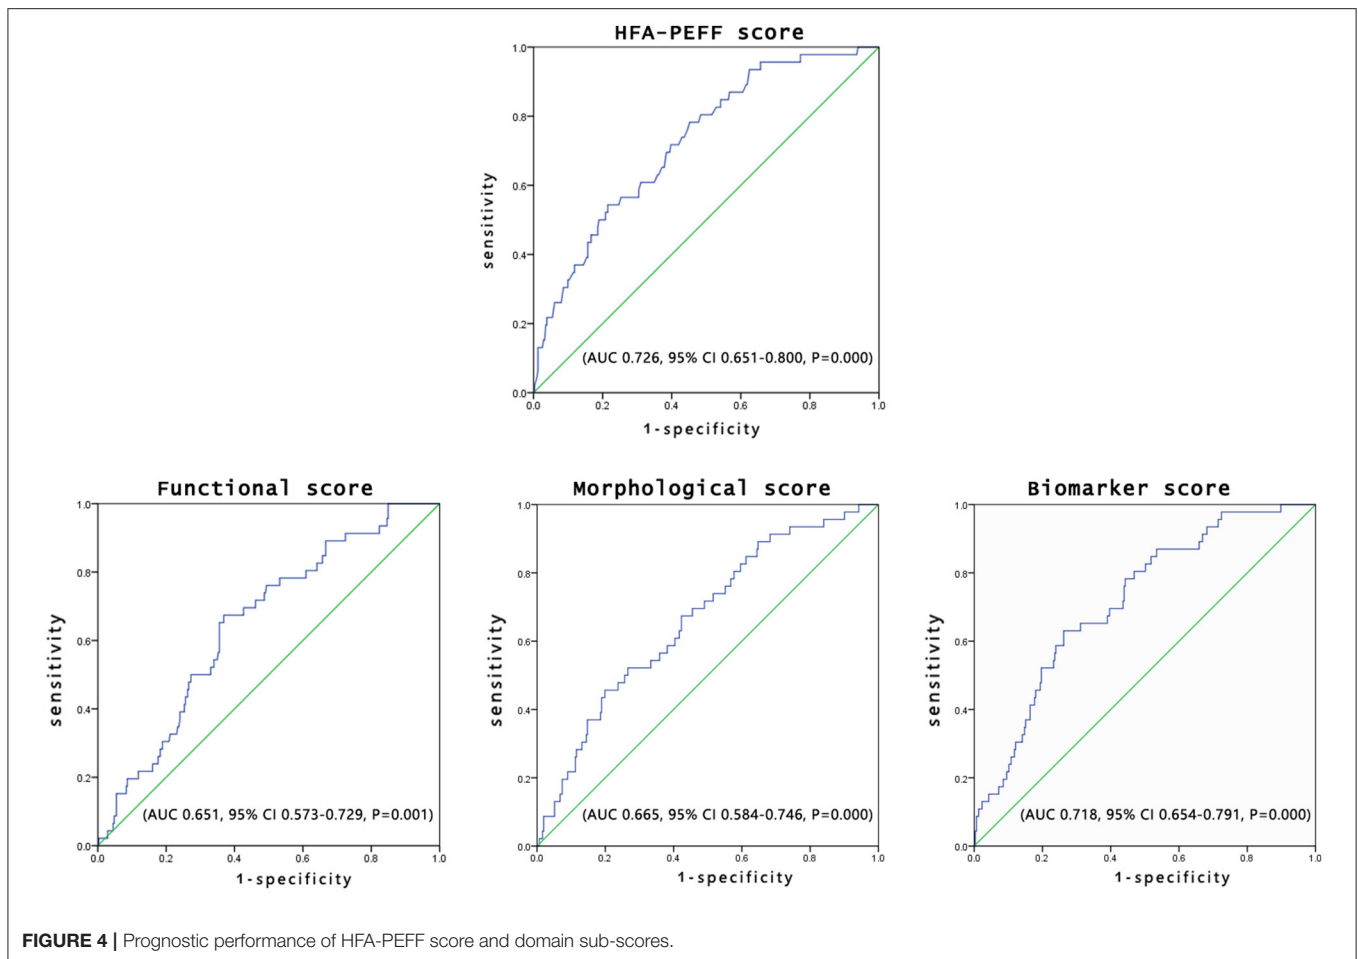 HFA-PEFF score
1.0
0.8
0.6
0.4
0.2
0.0
sensitivity
(AUC 0.726, 95% CI 0.651-0.800, P=0.000)
0.0 0.2 0.4 0.6 0.8 1.0
1-specificity
Functional score
1.0
0.8
0.6
0.4
0.2
0.0
sensitivity
(AUC 0.651, 95% CI 0.573-0.729, P=0.001)
0.0 0.2 0.4 0.6 0.8 1.0
1-specificity
Morphological score
1.0
0.8
0.6
0.4
0.2
0.0
sensitivity
(AUC 0.665, 95% CI 0.584-0.746, P=0.000)
0.0 0.2 0.4 0.6 0.8 1.0
1-specificity
Biomarker score
1.0
0.8
0.6
0.4
0.2
0.0
sensitivity
(AUC 0.718, 95% CI 0.654-0.791, P=0.000)
0.0 0.2 0.4 0.6 0.8 1.0
1-specificity
FIGURE 4 | Prognostic performance of HFA-PEFF score and domain sub-scores.